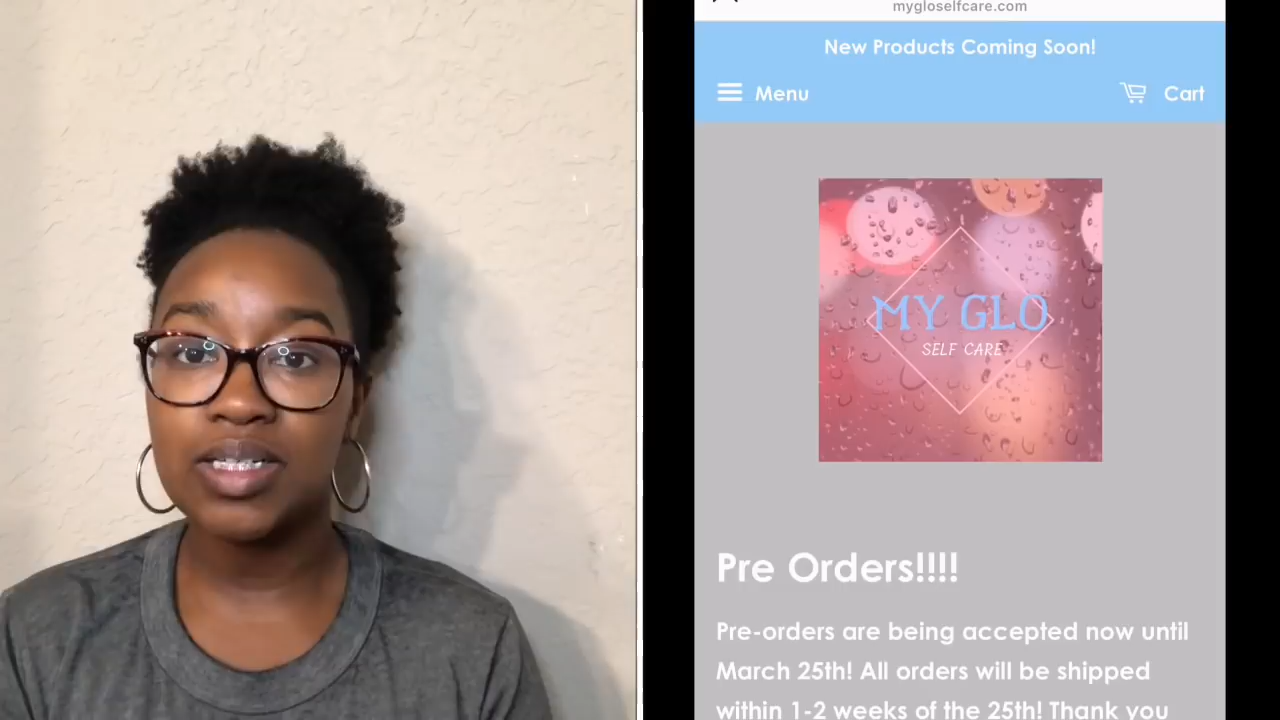 mygloselfcare.com
New Products Coming Soon!
Menu
Cart
MY GLO
SELF CARE
Pre Orders!!!!
Pre-orders are being accepted now until
March 25th! All orders will be shipped
within 1-2 weeks of the 25th! Thank you